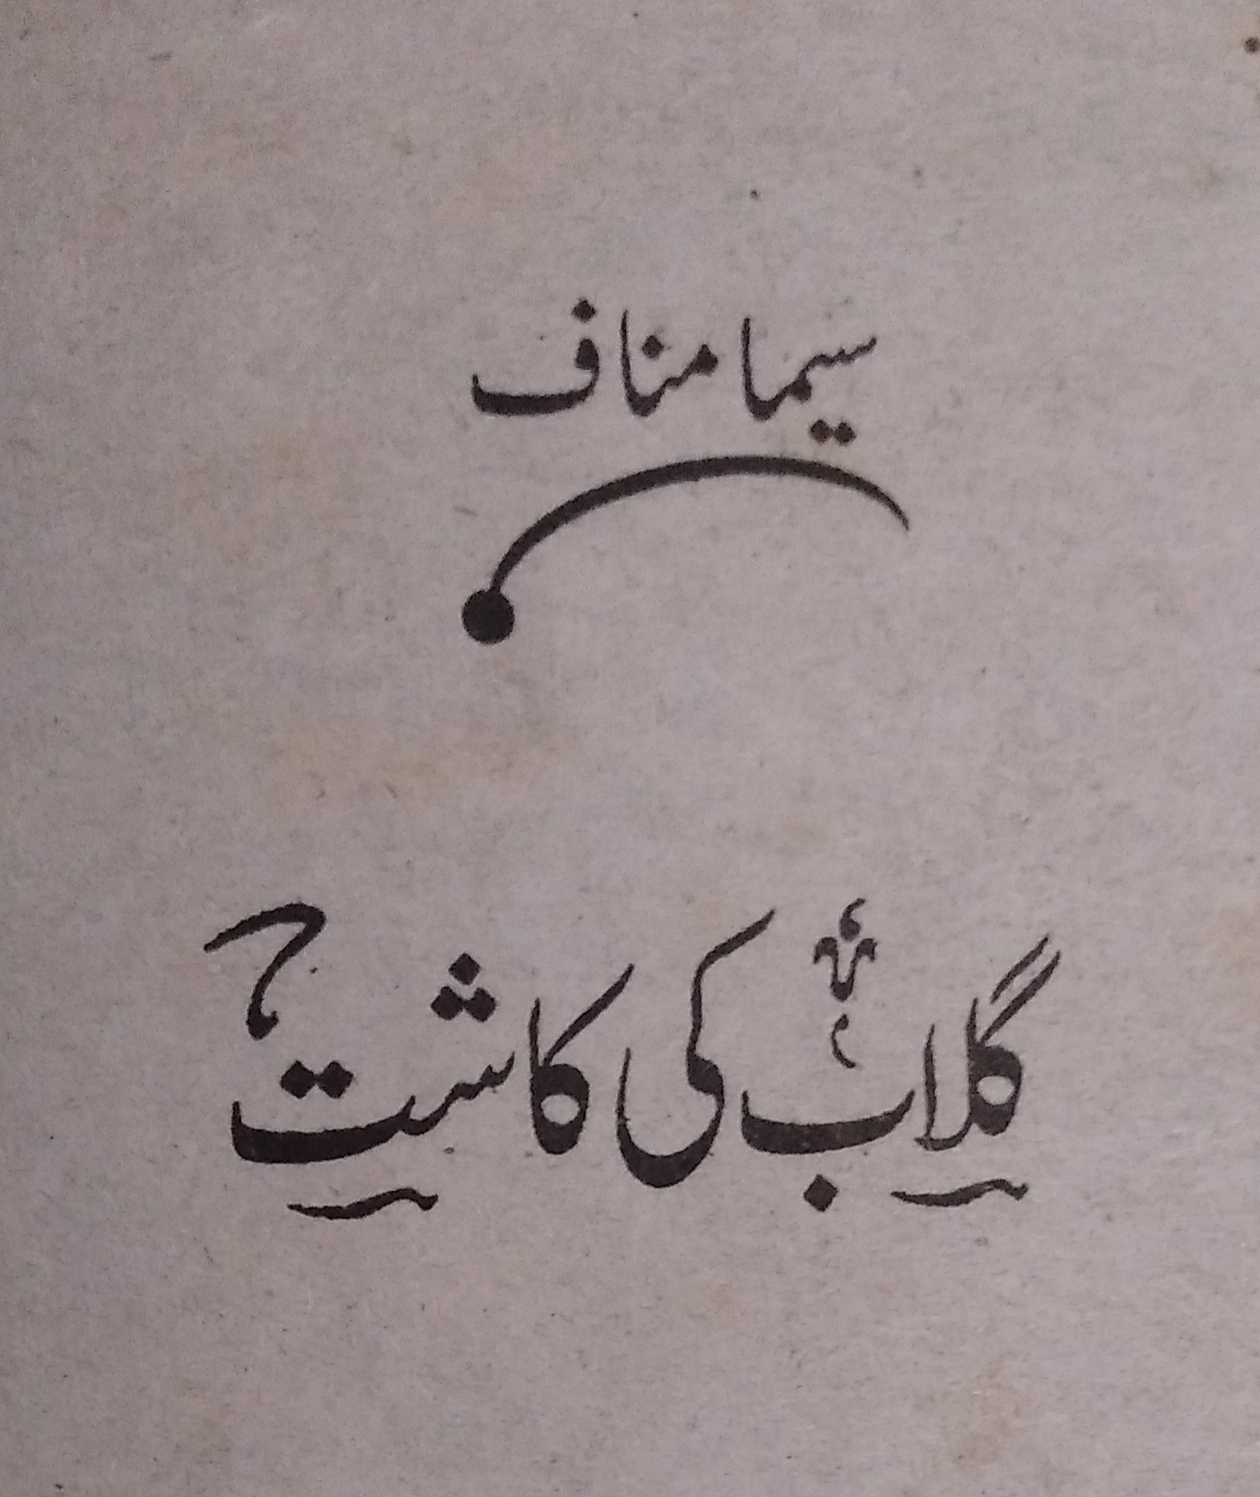 سیما مناف
گلاب کی کاشت